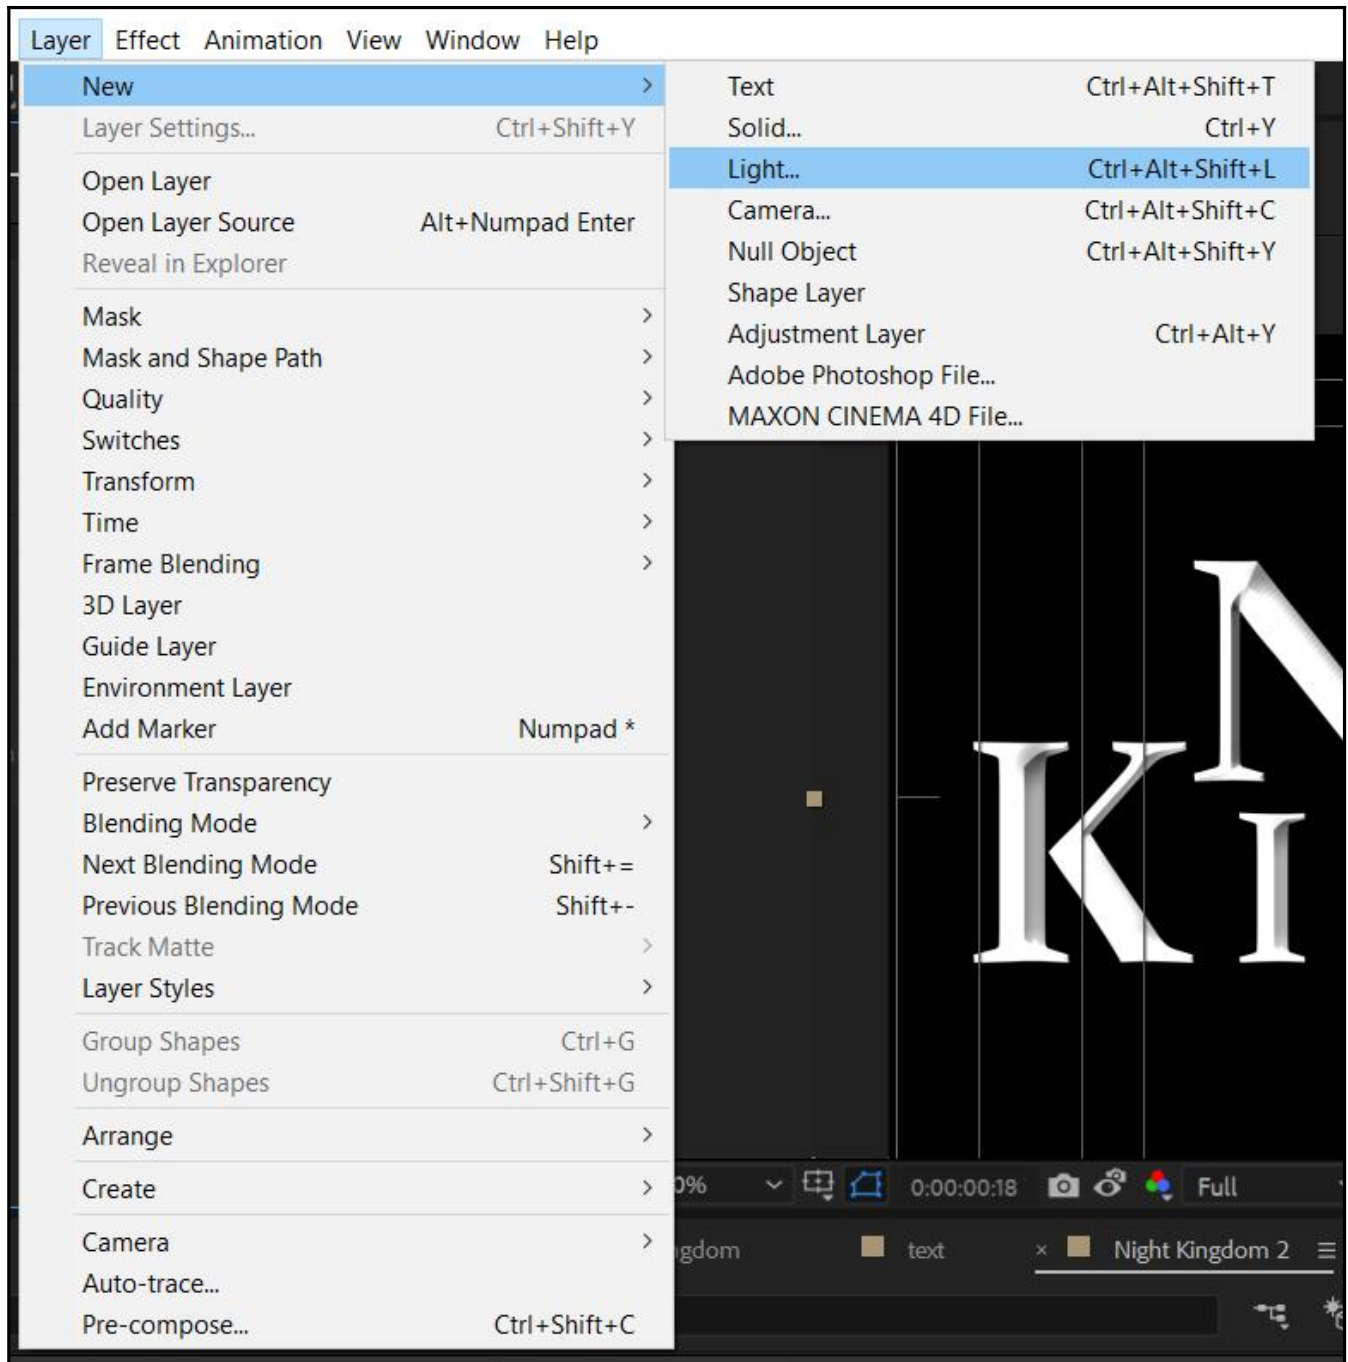 Layer Effect Animation View Window Help
New
Layer Settings... Ctrl+Shift+Y
Open Layer
Open Layer Source Alt+Numpad Enter
Reveal in Explorer
Mask
Mask and Shape Path
Quality
Switches
Transform
Time
Frame Blending
3D Layer
Guide Layer
Environment Layer
Add Marker Numpad *
Preserve Transparency
Blending Mode
Next Blending Mode Shift+=
Previous Blending Mode Shift+-
Track Matte
Layer Styles
Group Shapes Ctrl+G
Ungroup Shapes Ctrl+Shift+G
Arrange
Create
Camera
Auto-trace...
Pre-compose... Ctrl+Shift+C
Text Ctrl+Alt+Shift+T
Solid... Ctrl+Y
Light... Ctrl+Alt+Shift+L
Camera... Ctrl+Alt+Shift+C
Null Object Ctrl+Alt+Shift+Y
Shape Layer
Adjustment Layer Ctrl+Alt+Y
Adobe Photoshop File...
MAXON CINEMA 4D File...
N
Ki
0% 0:00:00:18 Full
gdom text × Night Kingdom 2